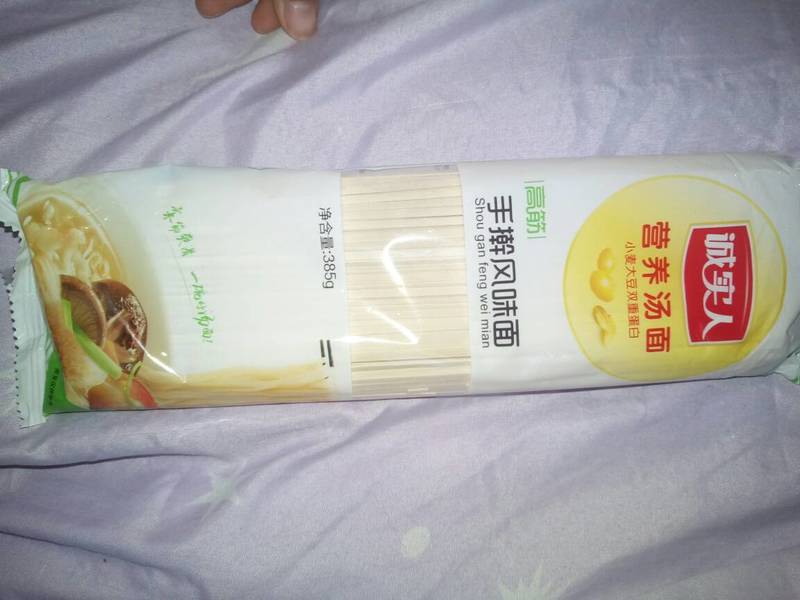 诚实人
营养汤面
小麦大豆双重蛋白
高筋
手擀风味面
Shou gan feng wei mian
净含量:385g